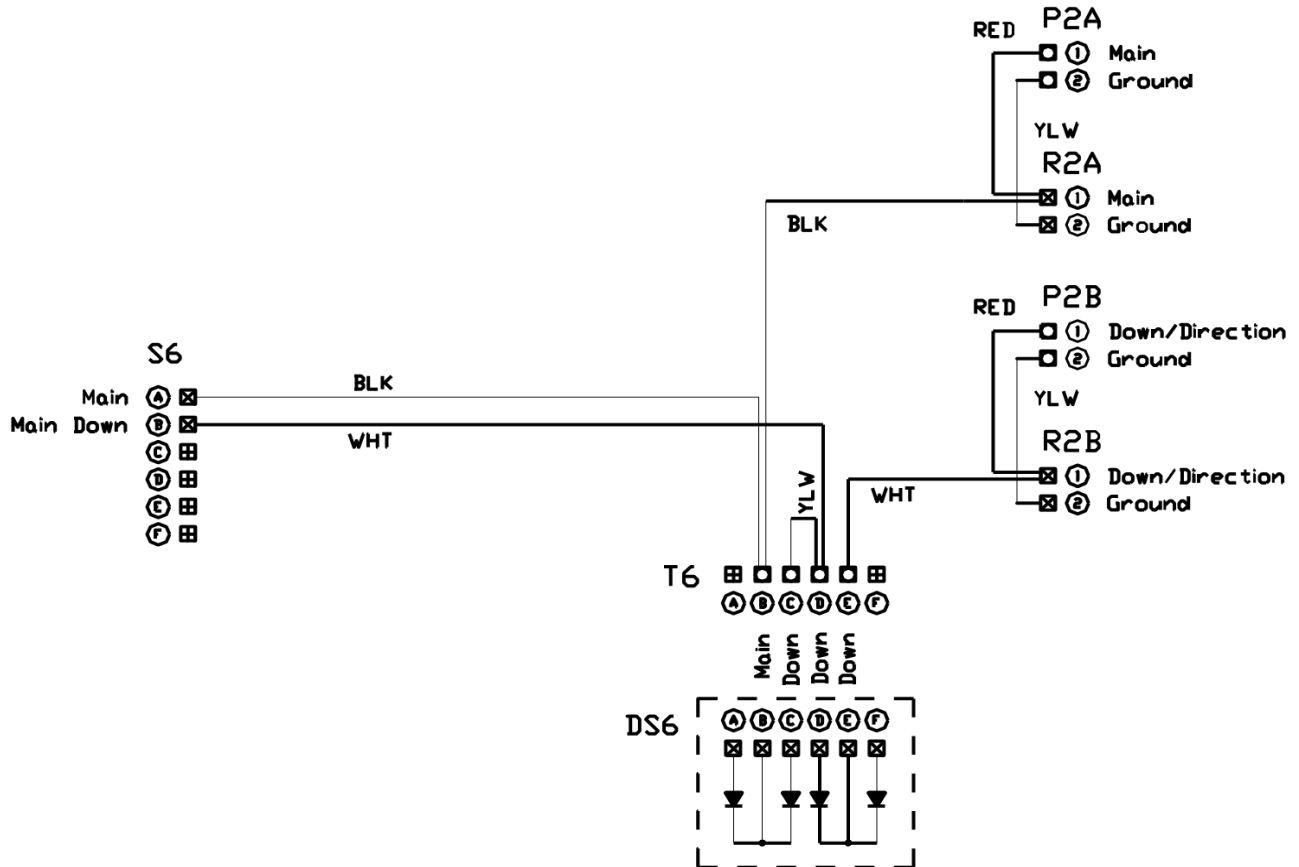 P2A
RED
① Main
② Ground
YLW
R2A
① Main
② Ground
BLK
P2B
RED
① Down/Direction
② Ground
YLW
R2B
① Down/Direction
② Ground
WHT
S6
Main Ⓐ
Main Down Ⓑ
Ⓒ
Ⓓ
Ⓔ
Ⓕ
BLK
WHT
YLW
T6
Ⓐ Ⓑ Ⓒ Ⓓ Ⓔ Ⓕ
Main
Down
Down
Down
DS6
Ⓐ Ⓑ Ⓒ Ⓓ Ⓔ Ⓕ